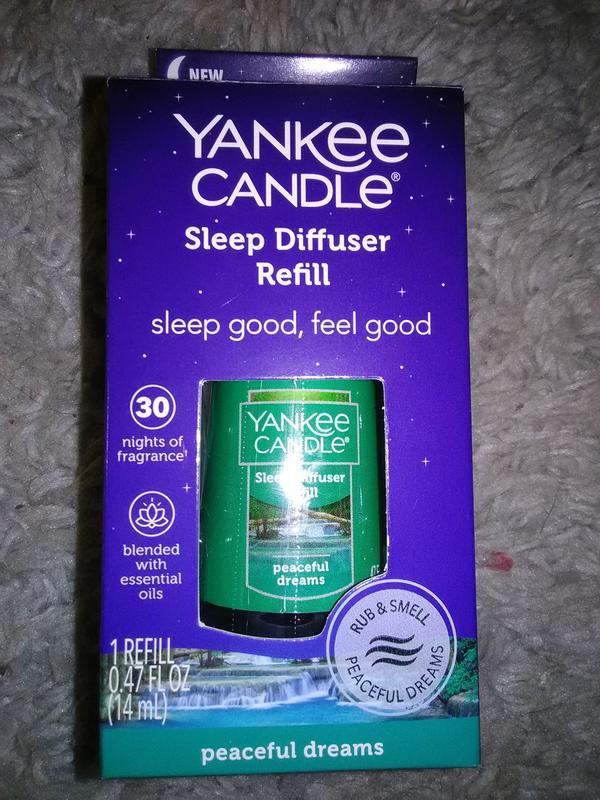 NEW
YANKEE
CANDLE®
Sleep Diffuser
Refill
sleep good, feel good
30
nights of
fragrance†
blended
with
essential
oils
YANKEE
CANDLE®
peaceful
dreams
RUB & SMELL
PEACEFUL DREAMS
1 REFILL
0.47 FL OZ
(14 mL)
peaceful dreams